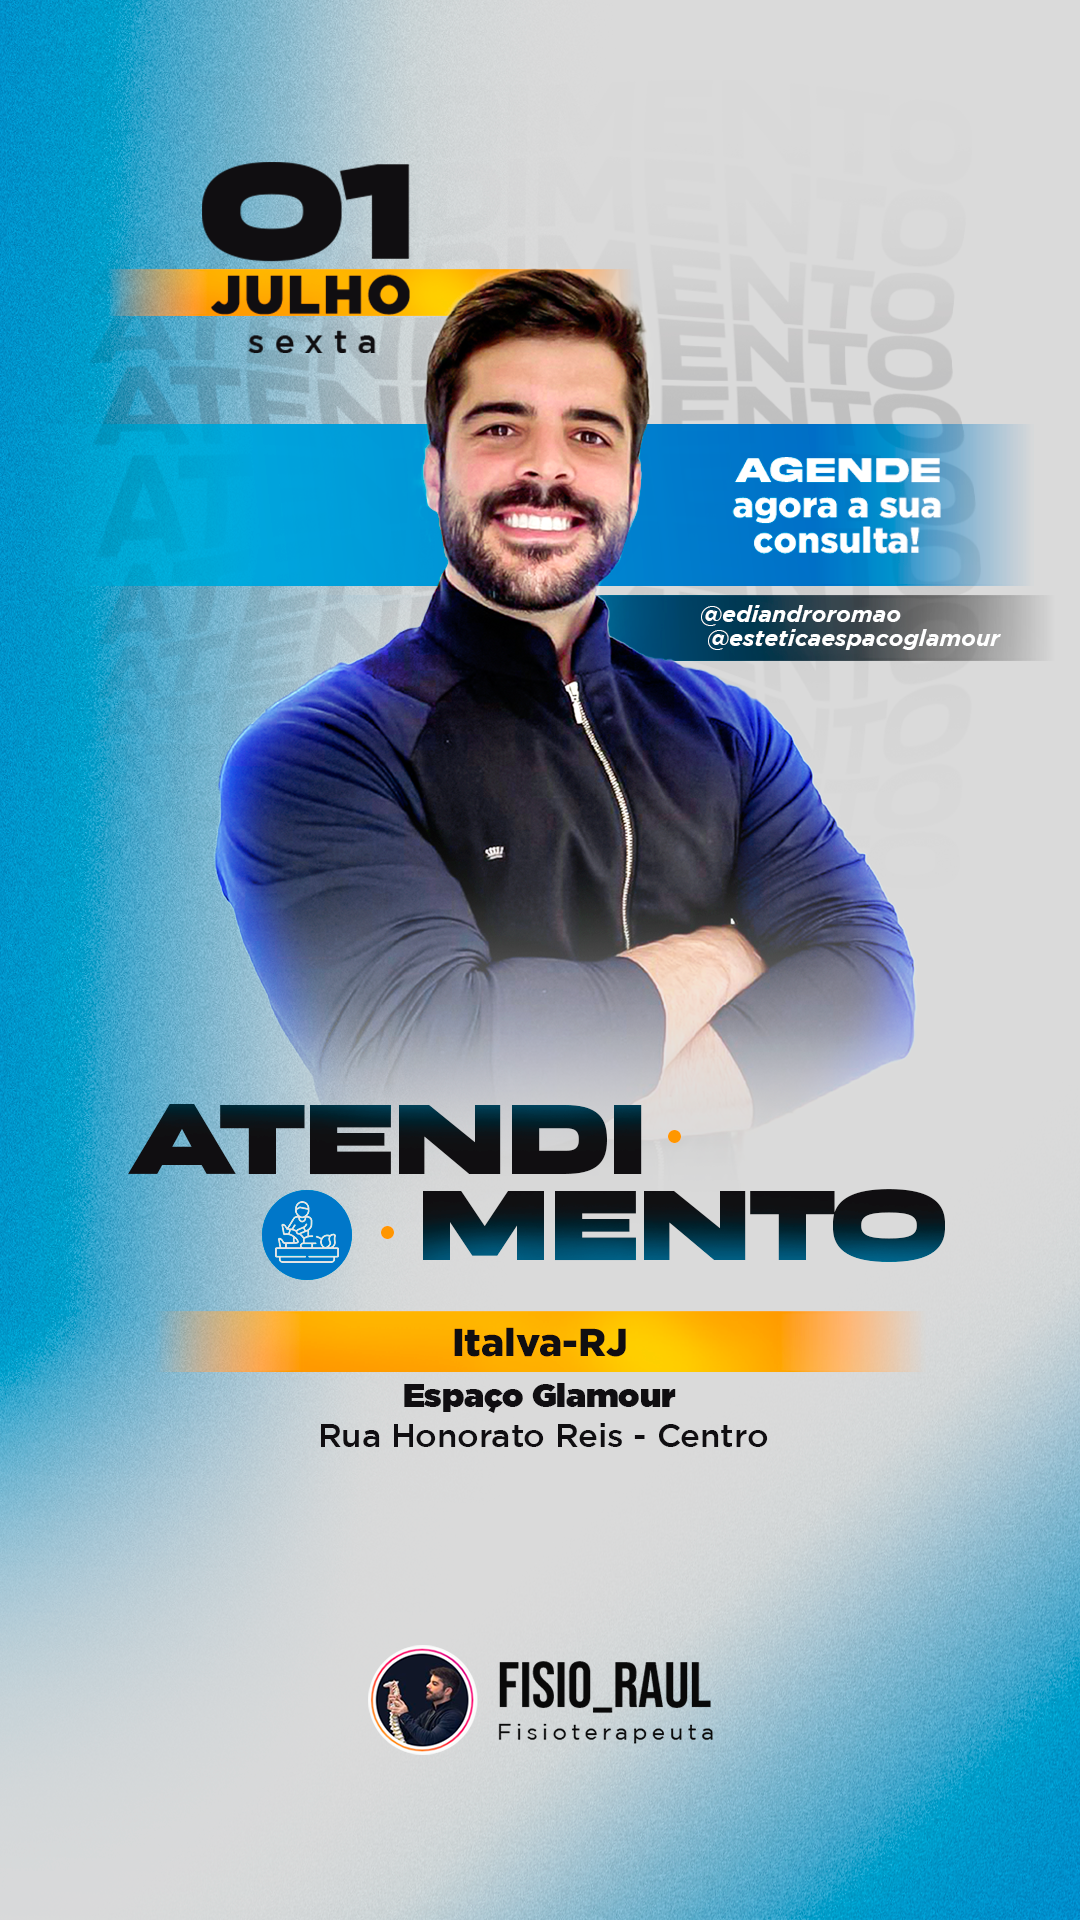 01
JULHO
sexta
AGENDE
agora a sua
consulta!
@ediandroromao
@esteticaespacoglamour
ATENDI
MENTO
Italva-RJ
Espaço Glamour
Rua Honorato Reis - Centro
FISIO_RAUL
Fisioterapeuta